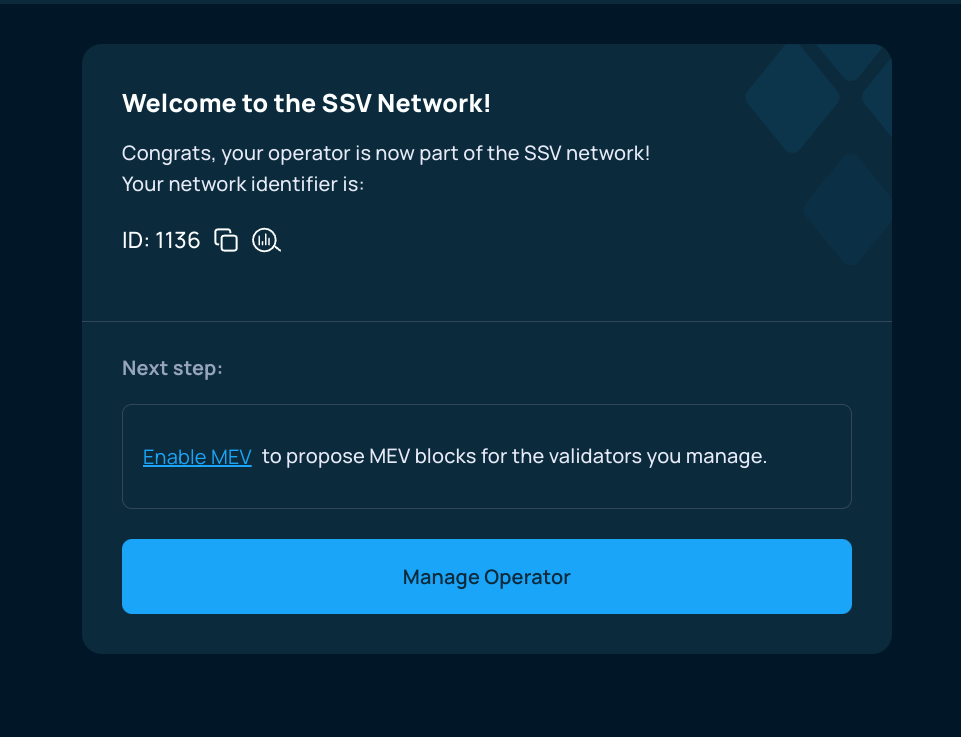 Welcome to the SSV Network!
Congrats, your operator is now part of the SSV network!
Your network identifier is:
ID: 1136
Next step:
Enable MEV to propose MEV blocks for the validators you manage.
Manage Operator